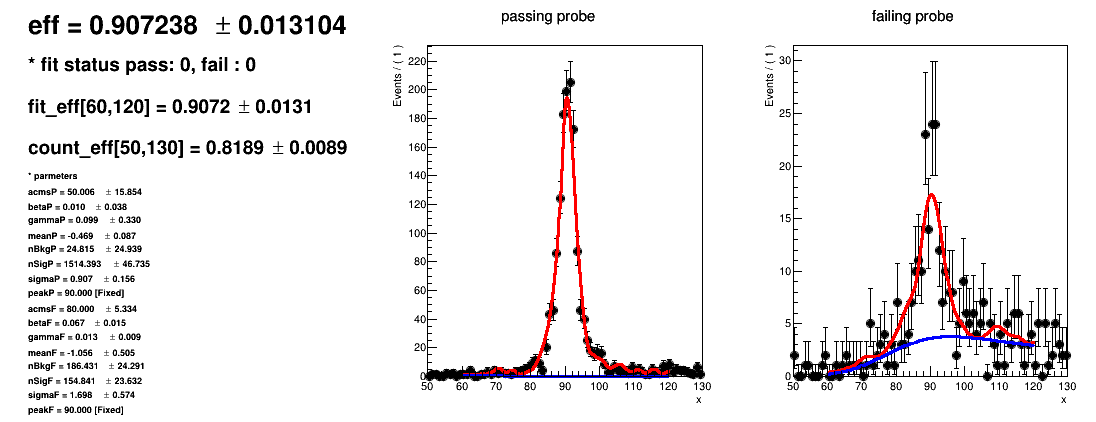 eff = 0.907238 ± 0.013104
* fit status pass: 0, fail : 0
fit_eff[60,120] = 0.9072 ± 0.0131
count_eff[50,130] = 0.8189 ± 0.0089
* parmeters
acmsP = 50.006 ± 15.854
betaP = 0.010 ± 0.038
gammaP = 0.099 ± 0.330
meanP = -0.469 ± 0.087
nBkgP = 24.815 ± 24.939
nSigP = 1514.393 ± 46.735
sigmaP = 0.907 ± 0.156
peakP = 90.000 [Fixed]
acmsF = 80.000 ± 5.334
betaF = 0.067 ± 0.015
gammaF = 0.013 ± 0.009
meanF = -1.056 ± 0.505
nBkgF = 186.431 ± 24.291
nSigF = 154.841 ± 23.632
sigmaF = 1.698 ± 0.574
peakF = 90.000 [Fixed]
passing probe
Events / ( 1 )
220
200
180
160
140
120
100
80
60
40
20
0
50 60 70 80 90 100 110 120 130
x
failing probe
Events / ( 1 )
30
25
20
15
10
5
0
50 60 70 80 90 100 110 120 130
x